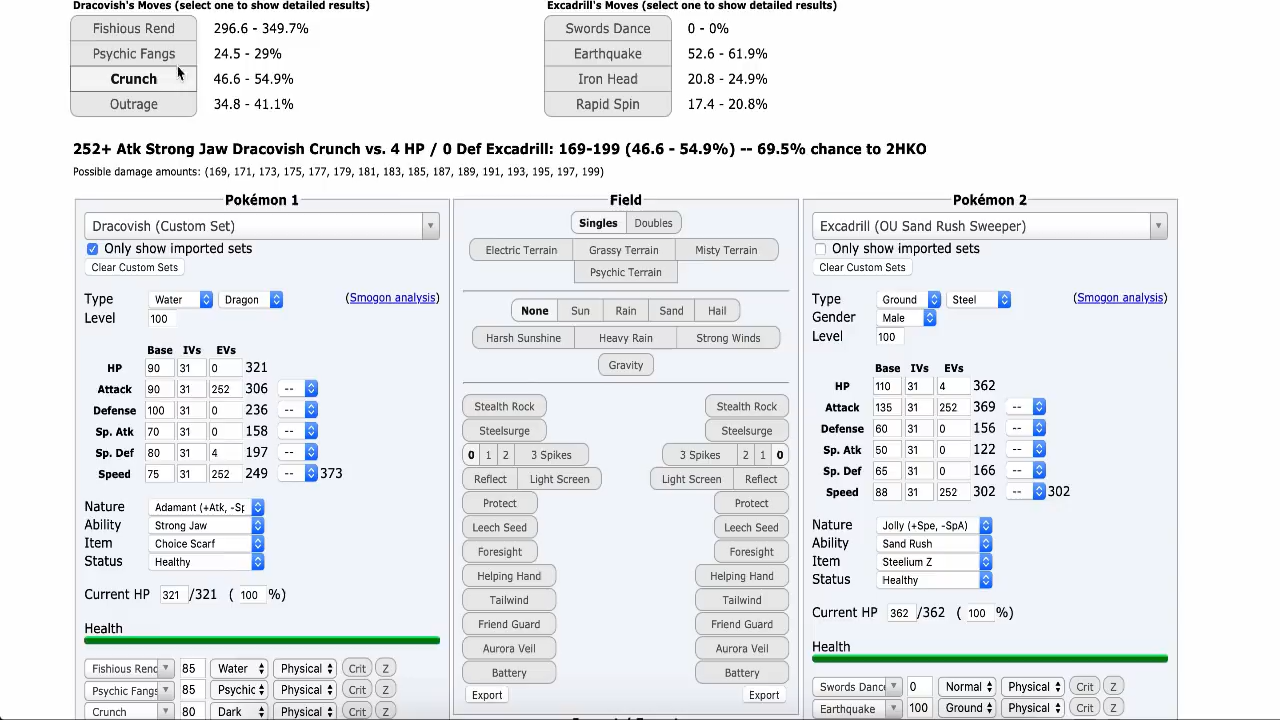 Dracovish's Moves (select one to show detailed results)
Fishious Rend 296.6 - 349.7%
Psychic Fangs 24.5 - 29%
Crunch 46.6 - 54.9%
Outrage 34.8 - 41.1%
Excadrill's Moves (select one to show detailed results)
Swords Dance 0 - 0%
Earthquake 52.6 - 61.9%
Iron Head 20.8 - 24.9%
Rapid Spin 17.4 - 20.8%
252+ Atk Strong Jaw Dracovish Crunch vs. 4 HP / 0 Def Excadrill: 169-199 (46.6 - 54.9%) -- 69.5% chance to 2HKO
Possible damage amounts: (169, 171, 173, 175, 177, 179, 181, 183, 185, 187, 189, 191, 193, 195, 197, 199)
Pokémon 1
Dracovish (Custom Set)
Only show imported sets
Clear Custom Sets
Type Water Dragon (Smogon analysis)
Level 100
Base IVs EVs
HP 90 31 0 321
Attack 90 31 252 306 --
Defense 100 31 0 236 --
Sp. Atk 70 31 0 158 --
Sp. Def 80 31 4 197 --
Speed 75 31 252 249 -- 373
Nature Adamant (+Atk, -Sp
Ability Strong Jaw
Item Choice Scarf
Status Healthy
Current HP 321 /321 ( 100 %)
Health
Fishious Renc 85 Water Physical Crit Z
Psychic Fangs 85 Psychic Physical Crit Z
Crunch 80 Dark Physical Crit Z
Field
Singles Doubles
Electric Terrain Grassy Terrain Misty Terrain
Psychic Terrain
None Sun Rain Sand Hail
Harsh Sunshine Heavy Rain Strong Winds
Gravity
Stealth Rock Stealth Rock
Steelsurge Steelsurge
0 1 2 3 Spikes 3 Spikes 2 1 0
Reflect Light Screen Light Screen Reflect
Protect Protect
Leech Seed Leech Seed
Foresight Foresight
Helping Hand Helping Hand
Tailwind Tailwind
Friend Guard Friend Guard
Aurora Veil Aurora Veil
Battery Battery
Export Export
Pokémon 2
Excadrill (OU Sand Rush Sweeper)
Only show imported sets
Clear Custom Sets
Type Ground Steel (Smogon analysis)
Gender Male
Level 100
Base IVs EVs
HP 110 31 4 362
Attack 135 31 252 369 --
Defense 60 31 0 156 --
Sp. Atk 50 31 0 122 --
Sp. Def 65 31 0 166 --
Speed 88 31 252 302 -- 302
Nature Jolly (+Spe, -SpA)
Ability Sand Rush
Item Steelium Z
Status Healthy
Current HP 362 /362 ( 100 %)
Health
Swords Danc 0 Normal Physical Crit Z
Earthquake 100 Ground Physical Crit Z